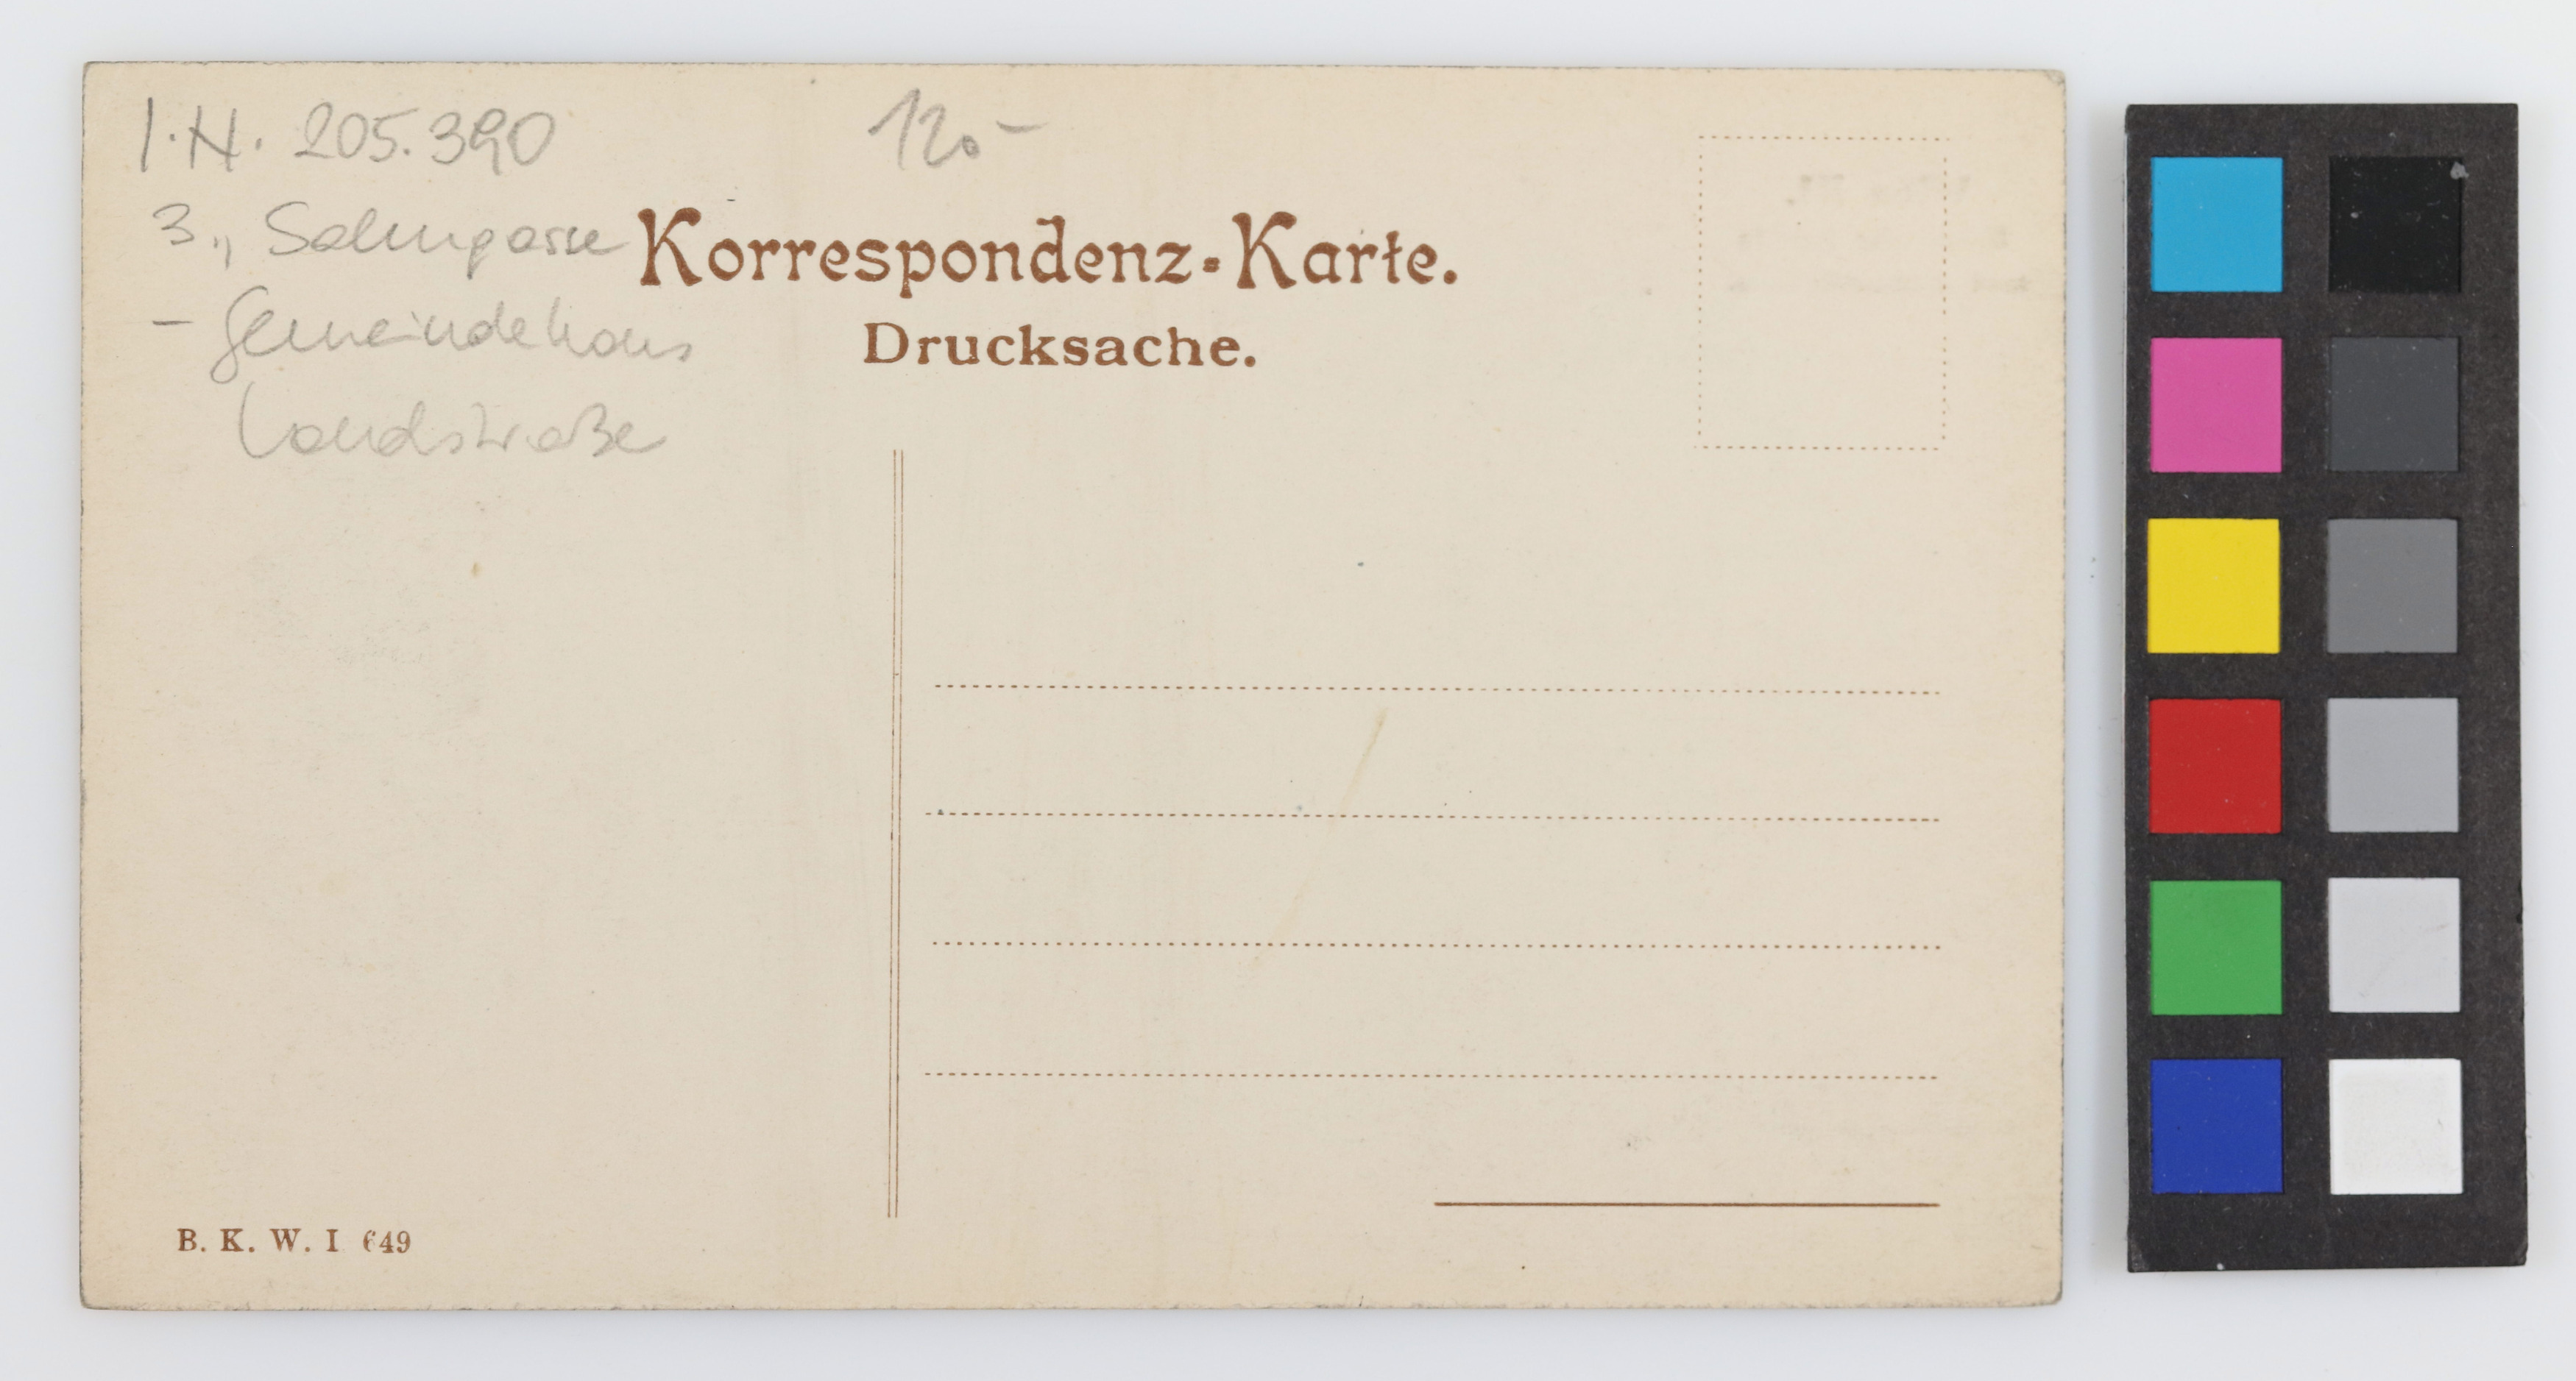 I.N. 205.390
120-
3., Salmgasse
Korrespondenz-Karte.
- Gemeindehaus
Drucksache.
Landstraße
B. K. W. I 649